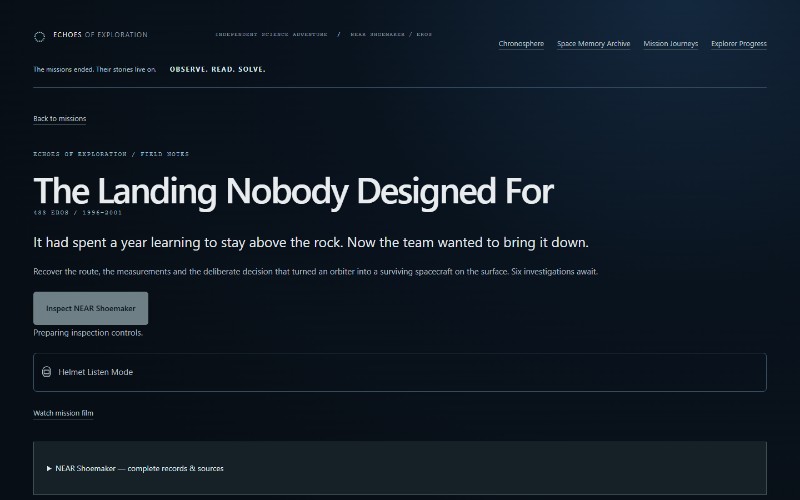 ECHOES OF EXPLORATION
INDEPENDENT SCIENCE ADVENTURE / NEAR SHOEMAKER / EROS
Chronosphere
Space Memory Archive
Mission Journeys
Explorer Progress
The missions ended. Their stories live on.
OBSERVE. READ. SOLVE.
Back to missions
ECHOES OF EXPLORATION / FIELD NOTES
The Landing Nobody Designed For
433 EROS / 1996–2001
It had spent a year learning to stay above the rock. Now the team wanted to bring it down.
Recover the route, the measurements and the deliberate decision that turned an orbiter into a surviving spacecraft on the surface. Six investigations await.
Inspect NEAR Shoemaker
Preparing inspection controls.
Helmet Listen Mode
Watch mission film
▶ NEAR Shoemaker — complete records & sources